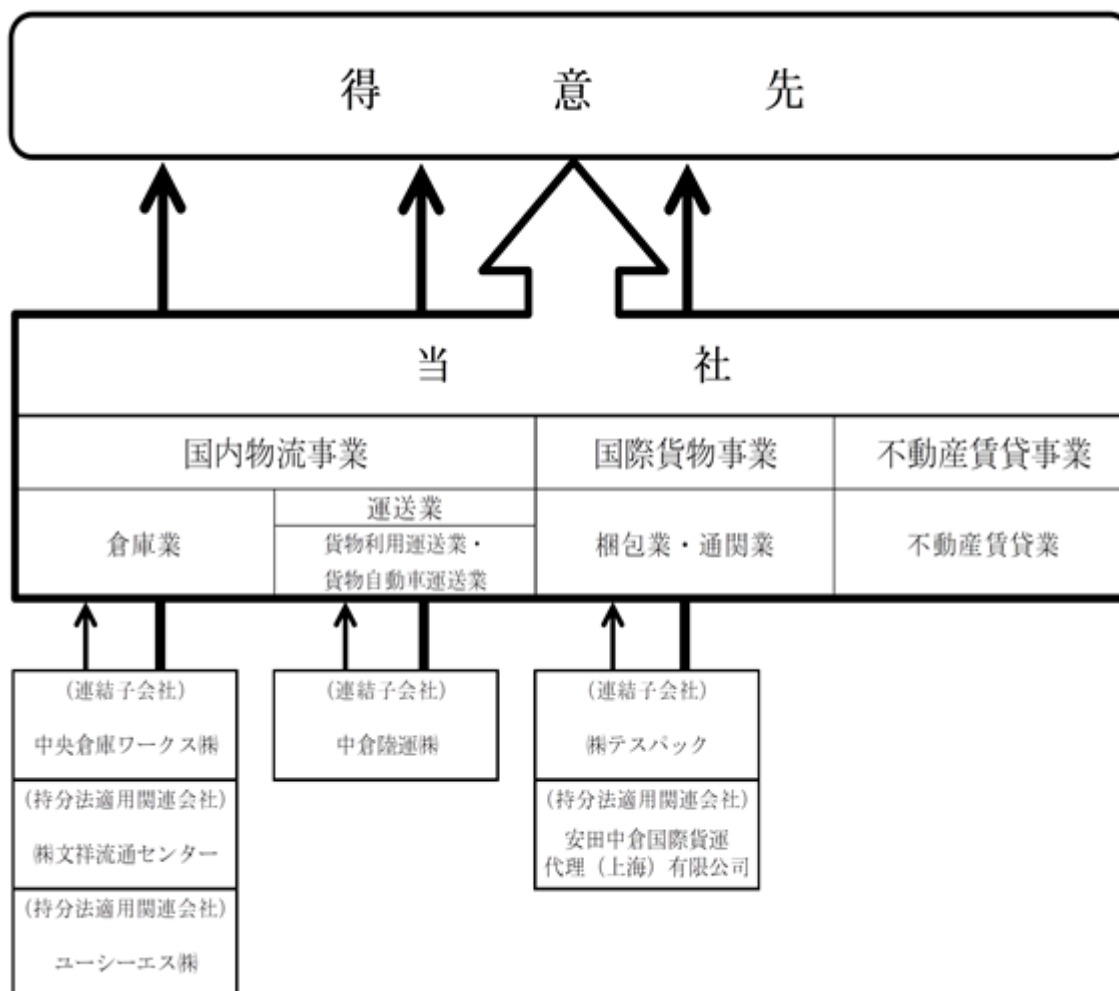 得意先
当社
国内物流事業
国際貨物事業
不動産賃貸事業
倉庫業
運送業
貨物利用運送業・
貨物自動車運送業
梱包業・通関業
不動産賃貸業
(連結子会社)
中央倉庫ワークス㈱
(持分法適用関連会社)
㈱文祥流通センター
(持分法適用関連会社)
ユーシーエス㈱
(連結子会社)
中倉陸運㈱
(連結子会社)
㈱テスパック
(持分法適用関連会社)
安田中倉国際貨運
代理（上海）有限公司